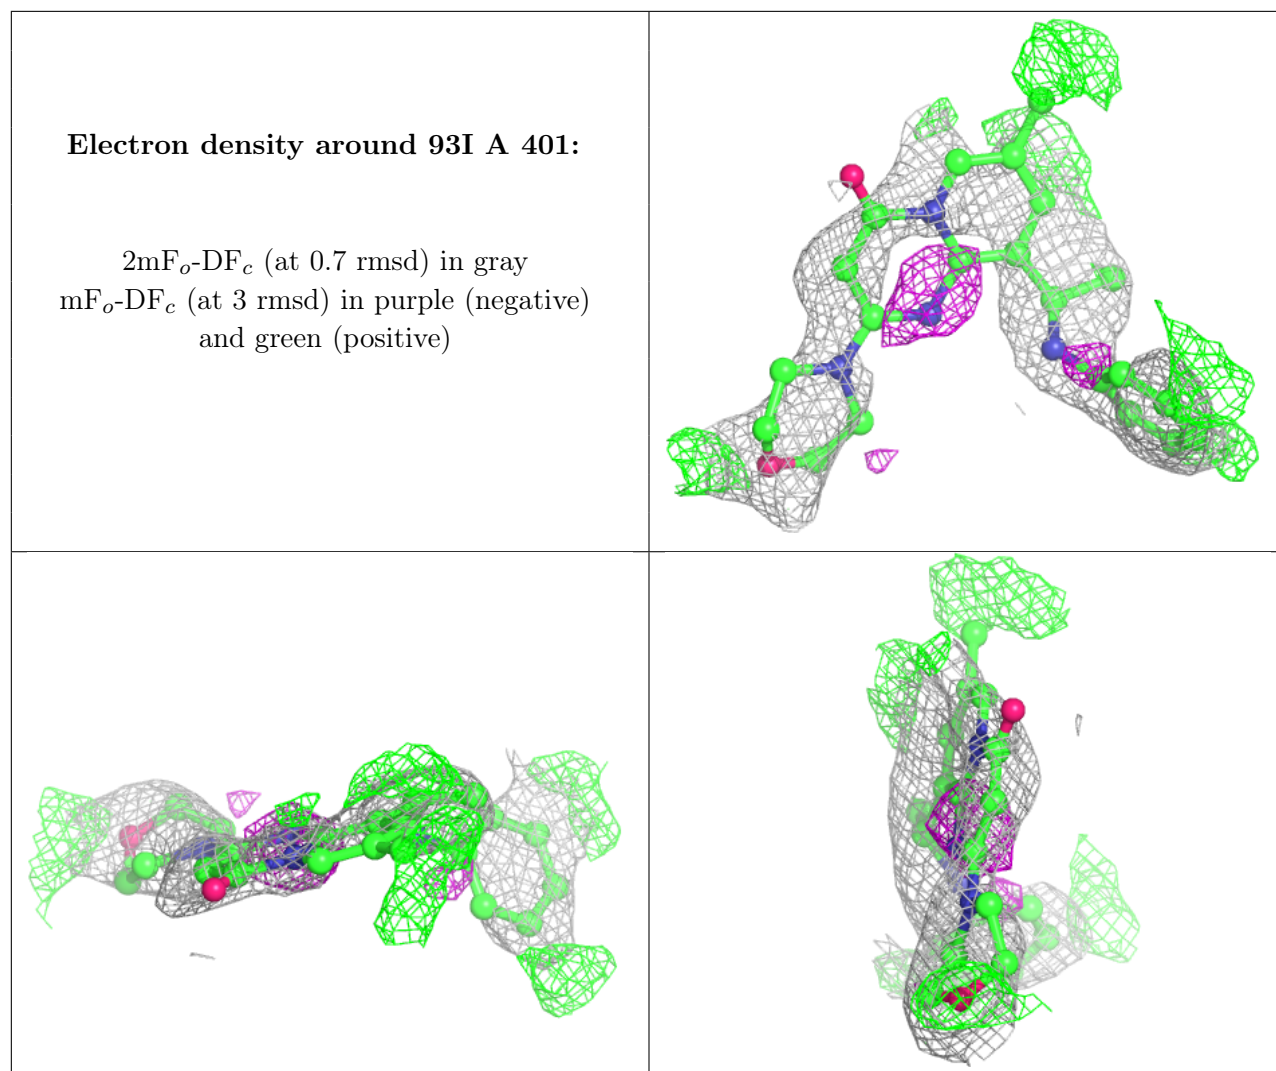 Electron density around 93I A 401:
2mFo-DFc (at 0.7 rmsd) in gray
mFo-DFc (at 3 rmsd) in purple (negative)
and green (positive)